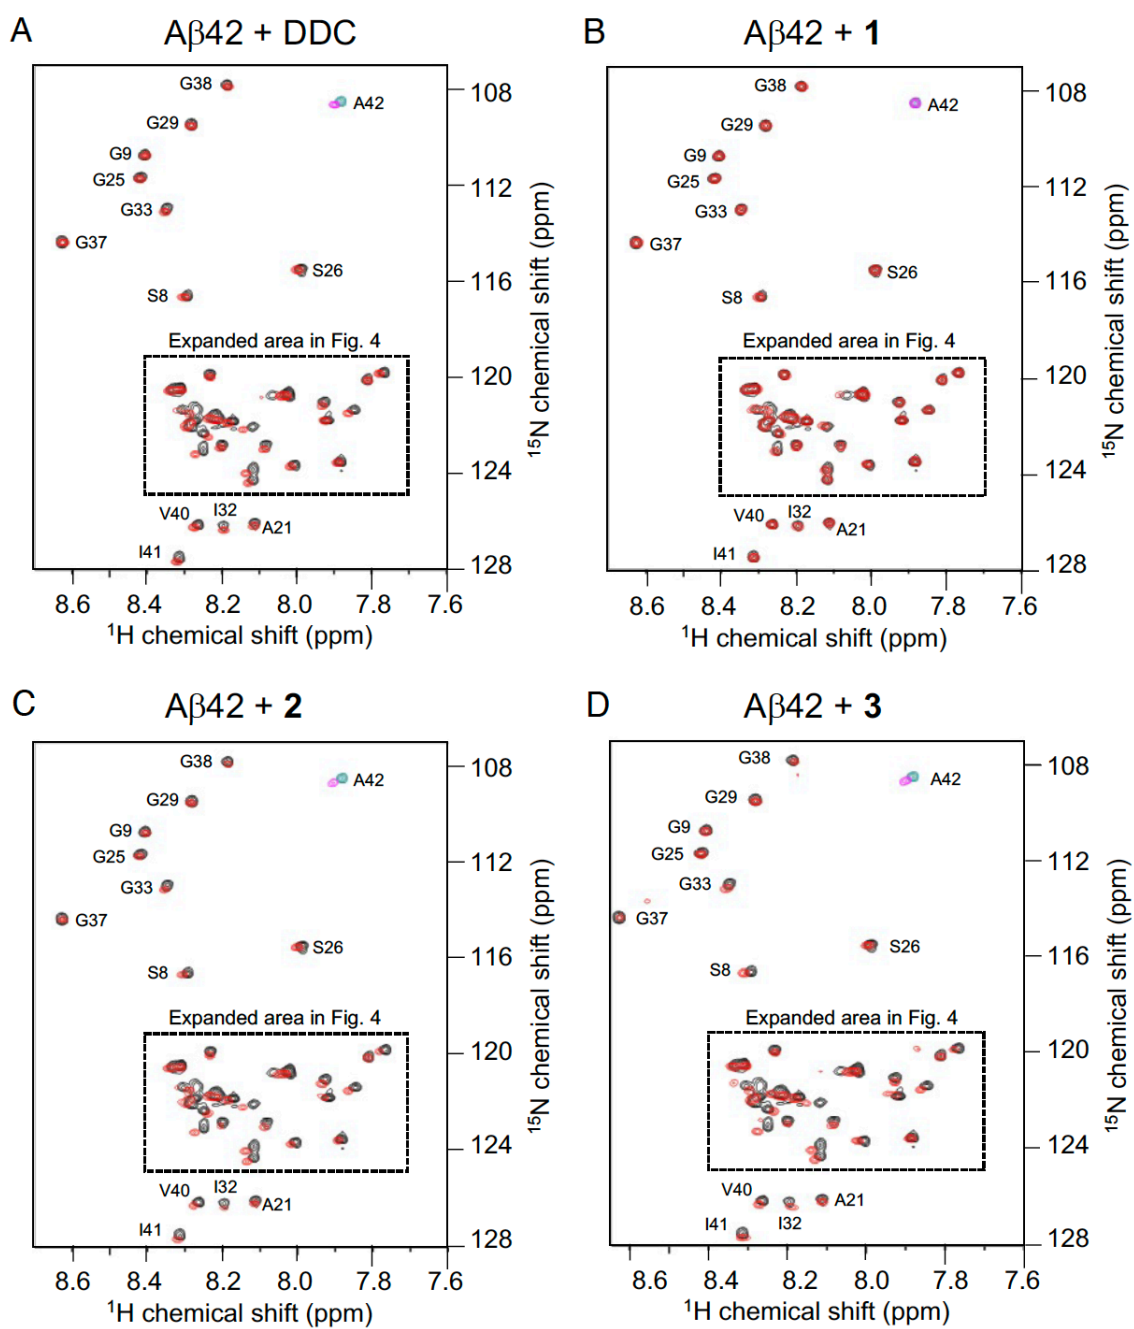 A
Aβ42 + DDC
G38
A42
G29
G9
G25
G33
G37
S26
S8
Expanded area in Fig. 4
V40
I32
A21
I41
108
112
116
120
124
128
¹⁵N chemical shift (ppm)
8.6 8.4 8.2 8.0 7.8 7.6
¹H chemical shift (ppm)
B
Aβ42 + 1
G38
A42
G29
G9
G25
G33
G37
S26
S8
Expanded area in Fig. 4
V40
I32
A21
I41
108
112
116
120
124
128
¹⁵N chemical shift (ppm)
8.6 8.4 8.2 8.0 7.8 7.6
¹H chemical shift (ppm)
C
Aβ42 + 2
G38
A42
G29
G9
G25
G33
G37
S26
S8
Expanded area in Fig. 4
V40
I32
A21
I41
108
112
116
120
124
128
¹⁵N chemical shift (ppm)
8.6 8.4 8.2 8.0 7.8 7.6
¹H chemical shift (ppm)
D
Aβ42 + 3
G38
A42
G29
G9
G25
G33
G37
S26
S8
Expanded area in Fig. 4
V40
A21
I41
I32
108
112
116
120
124
128
¹⁵N chemical shift (ppm)
8.6 8.4 8.2 8.0 7.8 7.6
¹H chemical shift (ppm)